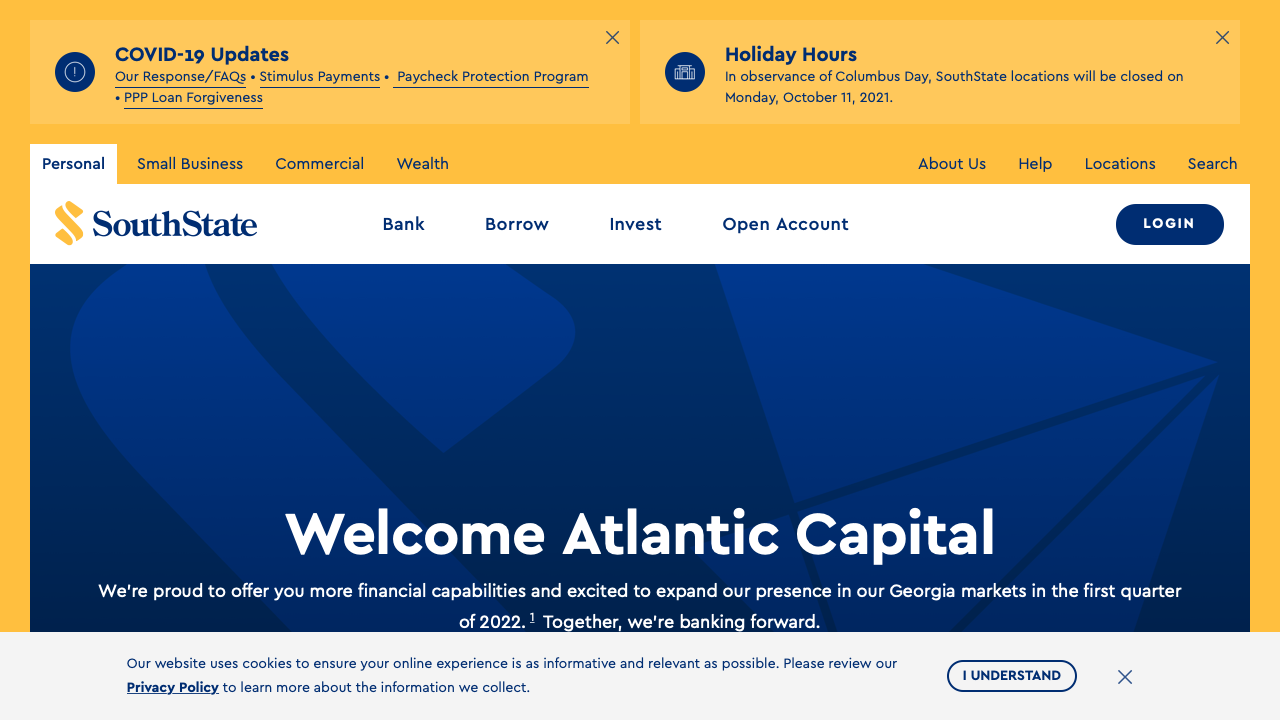 COVID-19 Updates
Our Response/FAQs • Stimulus Payments • Paycheck Protection Program
• PPP Loan Forgiveness
Holiday Hours
In observance of Columbus Day, SouthState locations will be closed on
Monday, October 11, 2021.
Personal Small Business Commercial Wealth About Us Help Locations Search
SouthState Bank Borrow Invest Open Account LOGIN
Welcome Atlantic Capital
We're proud to offer you more financial capabilities and excited to expand our presence in our Georgia markets in the first quarter
of 2022. 1 Together, we're banking forward.
Our website uses cookies to ensure your online experience is as informative and relevant as possible. Please review our
Privacy Policy to learn more about the information we collect.
I UNDERSTAND